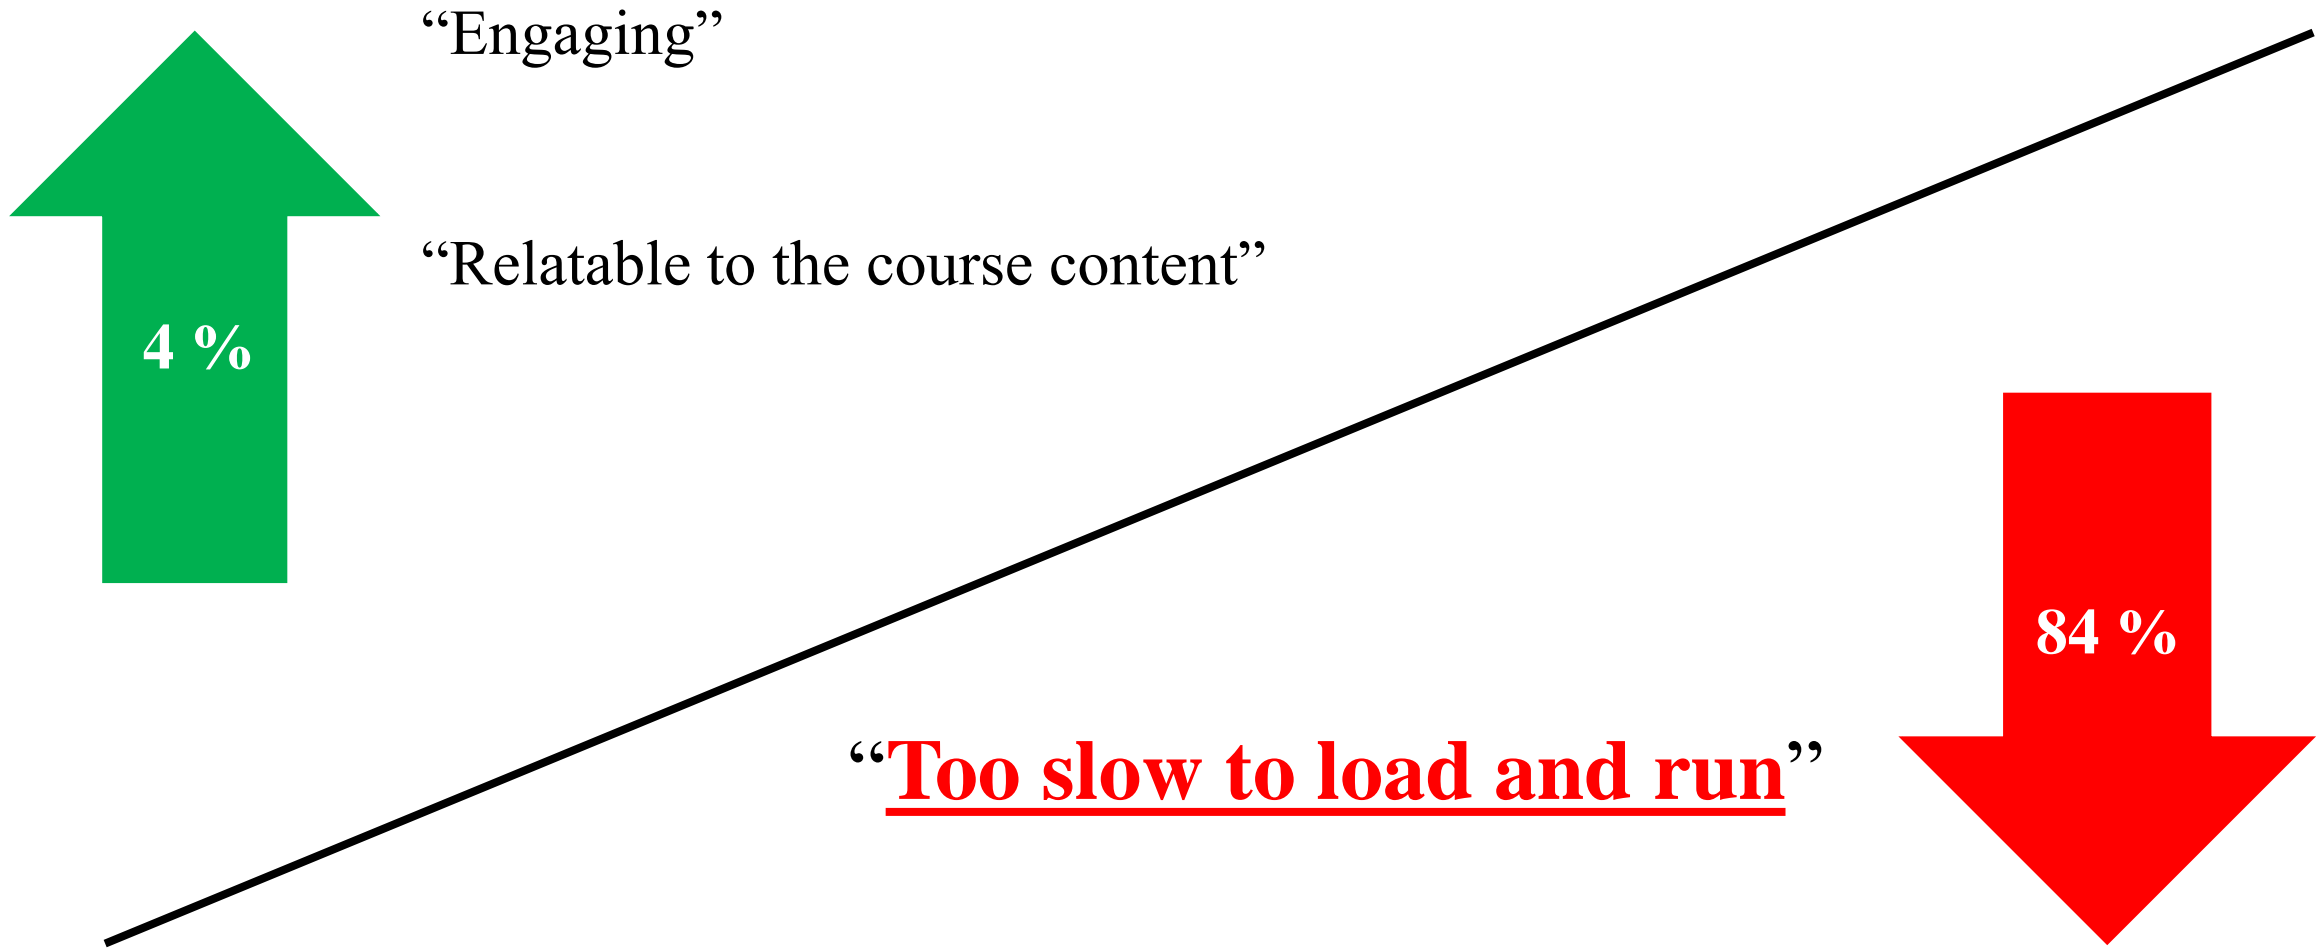 “Engaging”
“Relatable to the course content”
4 %
84 %
“Too slow to load and run”